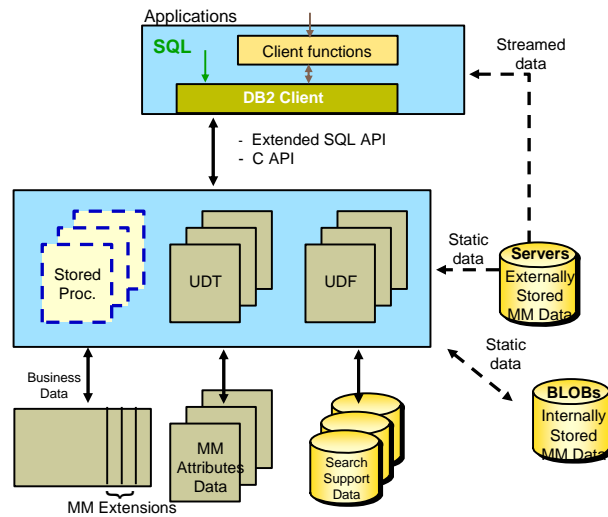 Applications
SQL
Client functions
DB2 Client
Streamed
data
- Extended SQL API
- C API
Stored
Proc.
UDT
UDF
Static
data
Servers
Externally
Stored
MM Data
Static
data
BLOBs
Internally
Stored
MM Data
Business
Data
MM
Attributes
Data
Search
Support
Data
MM Extensions